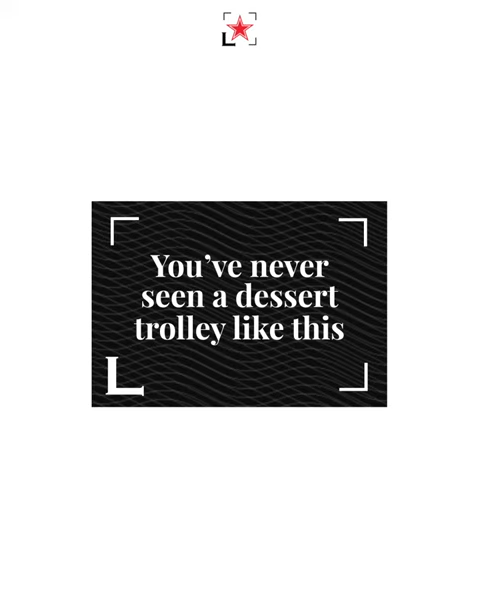 L
You've never
seen a dessert
trolley like this
L